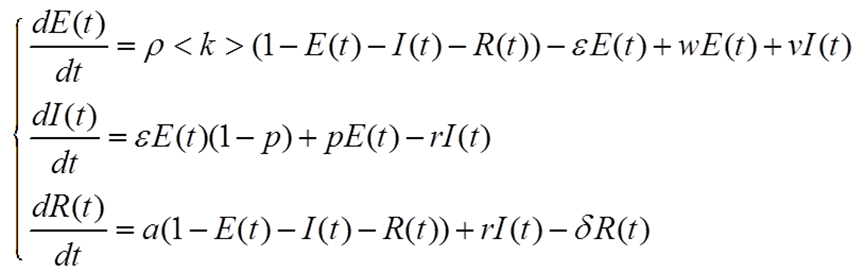 dE(t)/dt = ρ < k > (1 − E(t) − I(t) − R(t)) − εE(t) + wE(t) + vI(t)
dI(t)/dt = εE(t)(1 − p) + pE(t) − rI(t)
dR(t)/dt = a(1 − E(t) − I(t) − R(t)) + rI(t) − δR(t)